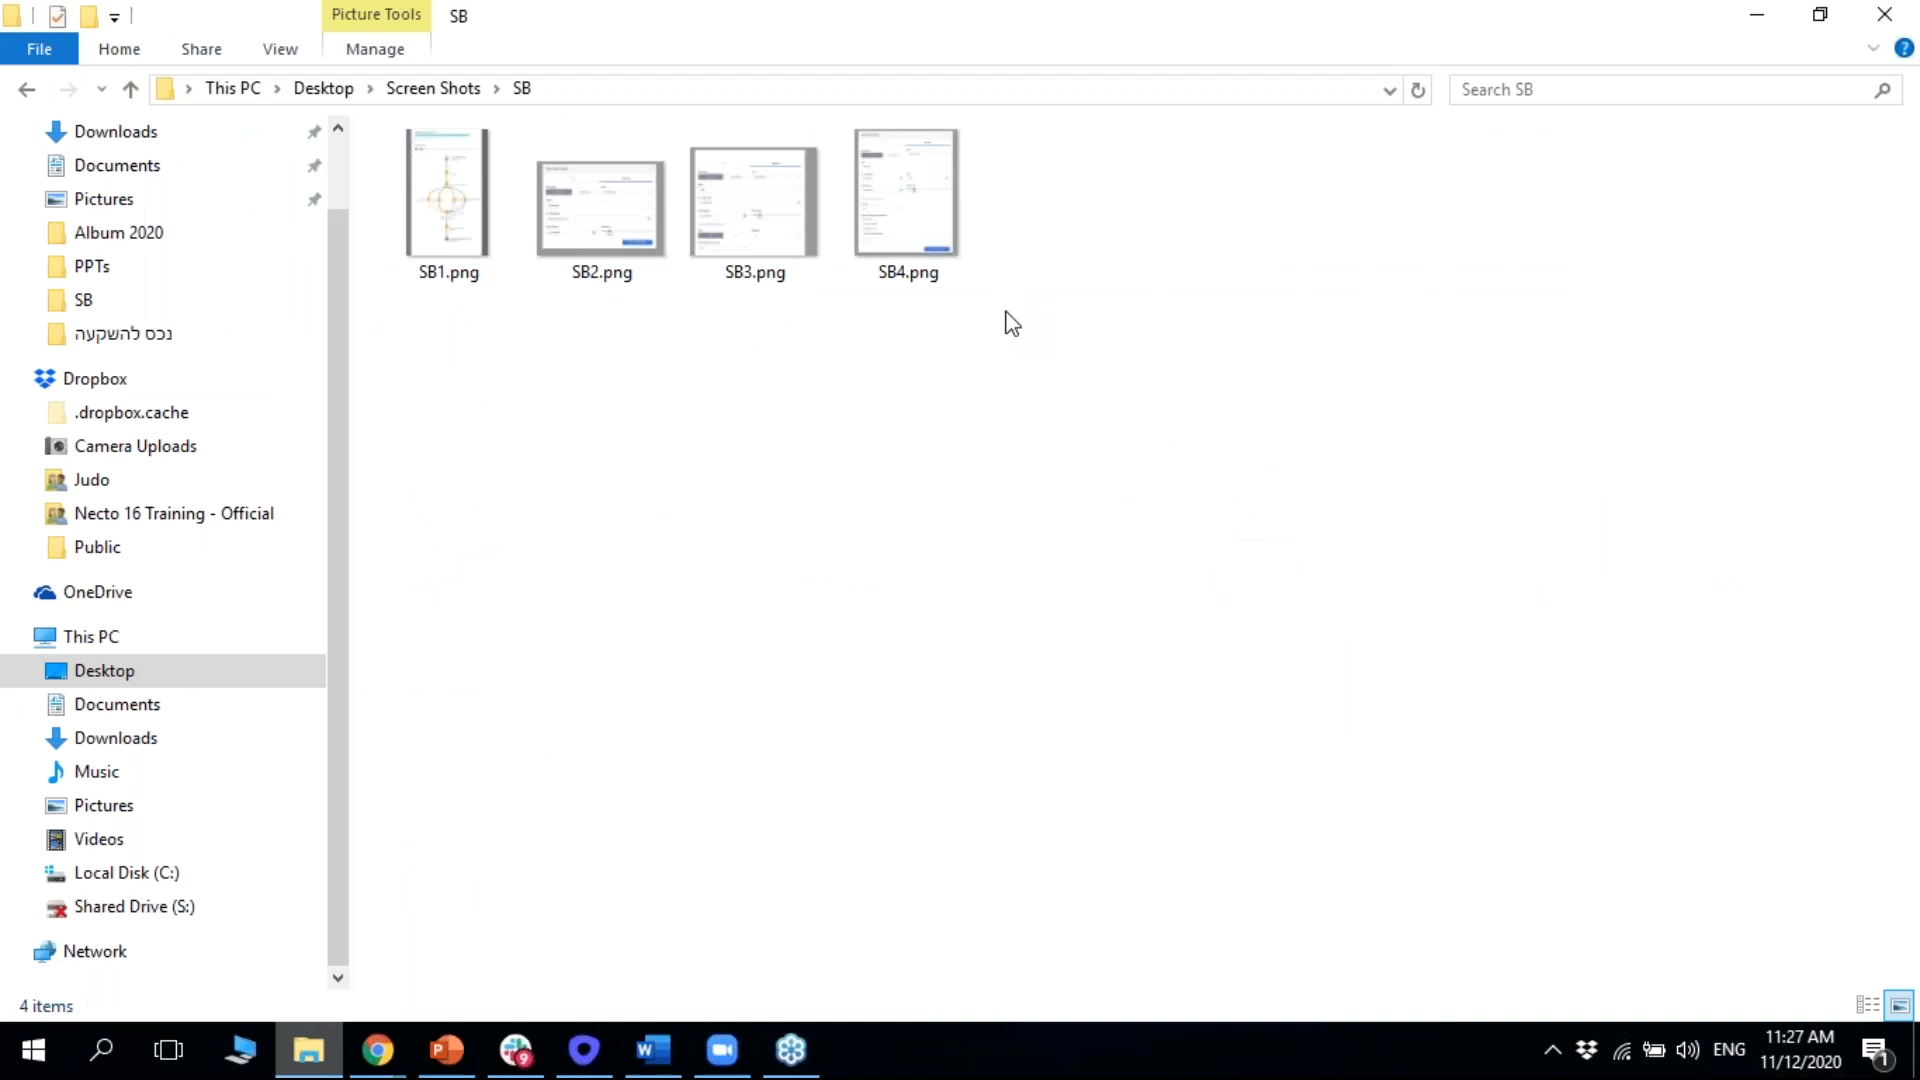 Picture Tools
SB
File
Home
Share
View
Manage
This PC
Desktop
Screen Shots
SB
Search SB
Downloads
Documents
Pictures
Album 2020
PPTs
SB
נכס להשקעה
Dropbox
.dropbox.cache
Camera Uploads
Judo
Necto 16 Training - Official
Public
OneDrive
This PC
Desktop
Documents
Downloads
Music
Pictures
Videos
Local Disk (C:)
Shared Drive (S:)
Network
SB1.png
SB2.png
SB3.png
SB4.png
4 items
9
ENG
11:27 AM
11/12/2020
1